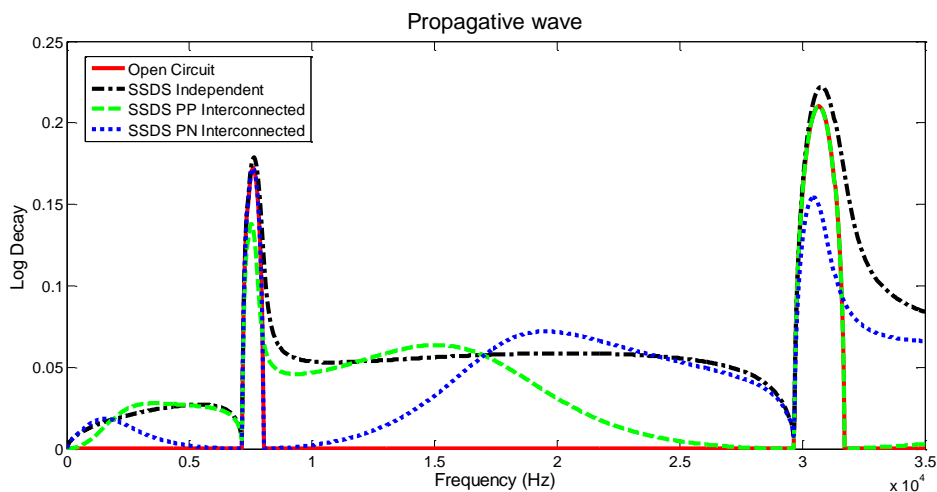 Propagative wave
0.25
0.2
0.15
0.1
0.05
0
Log Decay
Open Circuit
SSDS Independent
SSDS PP Interconnected
SSDS PN Interconnected
0 0.5 1 1.5 2 2.5 3 3.5
x 10^4
Frequency (Hz)